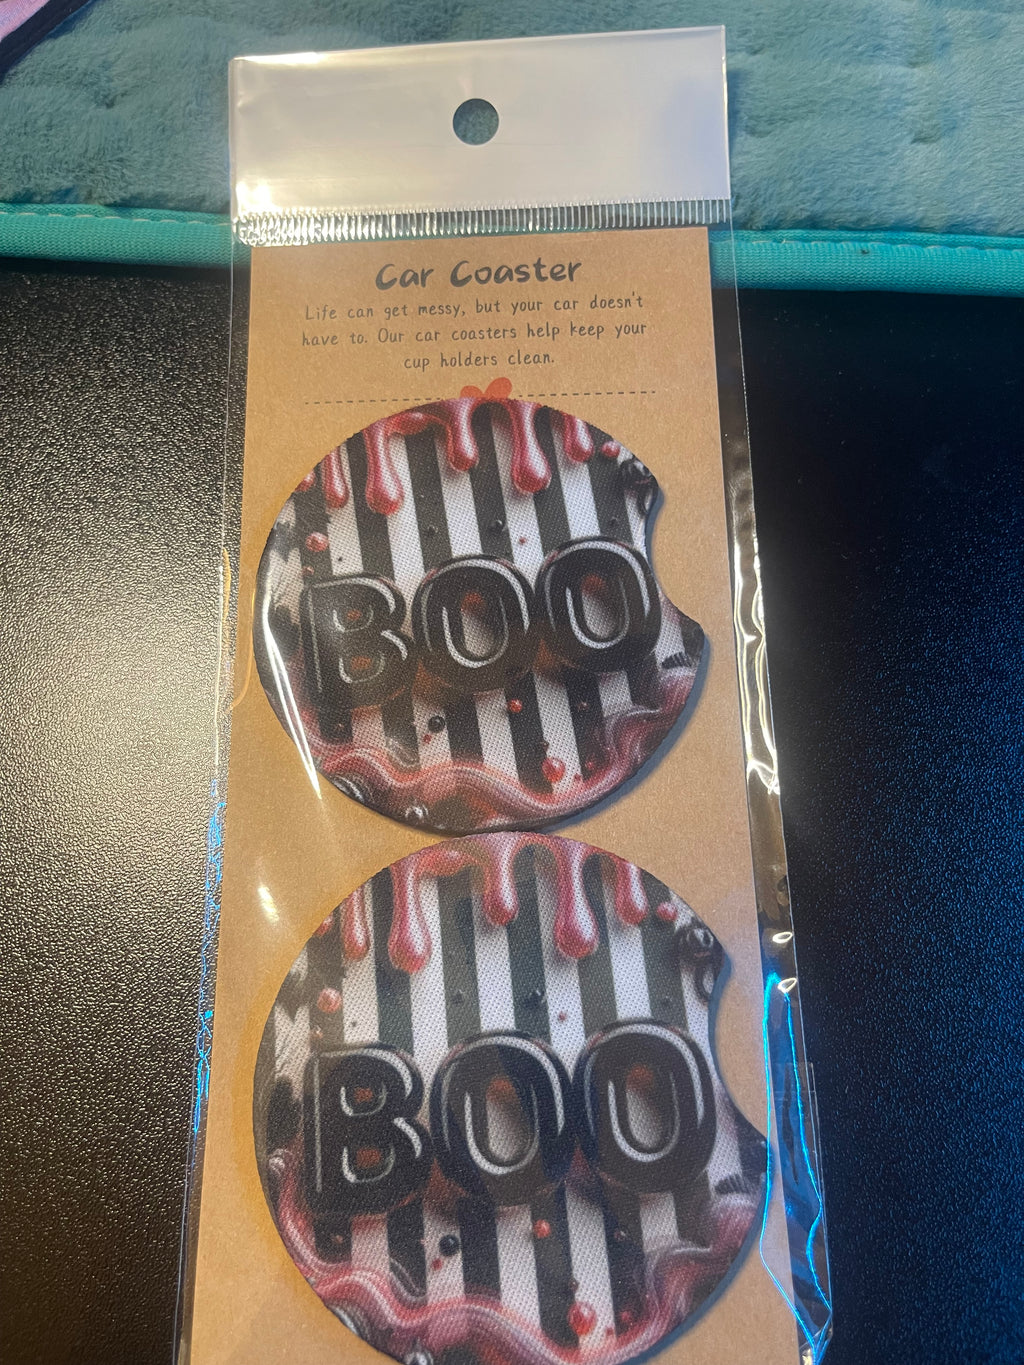 Car Coaster
Life can get messy, but your car doesn't
have to. Our car coasters help keep your
cup holders clean.
BOO
BOO